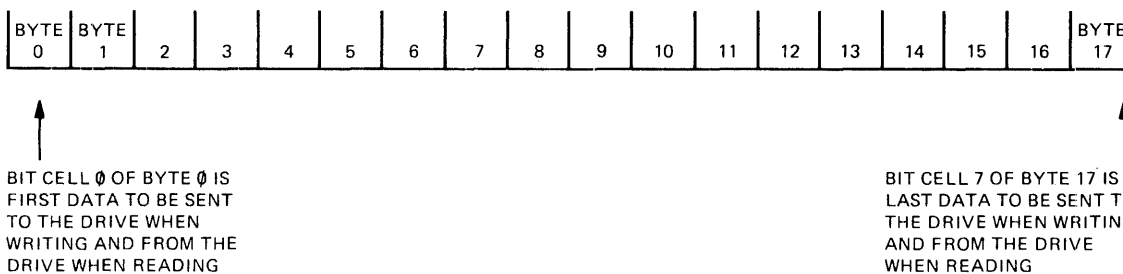 BYTE BYTE BYTE
0 1 2 3 4 5 6 7 8 9 10 11 12 13 14 15 16 17
BIT CELL 0 OF BYTE 0 IS
FIRST DATA TO BE SENT
TO THE DRIVE WHEN
WRITING AND FROM THE
DRIVE WHEN READING
BIT CELL 7 OF BYTE 17 IS
LAST DATA TO BE SENT T
THE DRIVE WHEN WRITIN
AND FROM THE DRIVE
WHEN READING